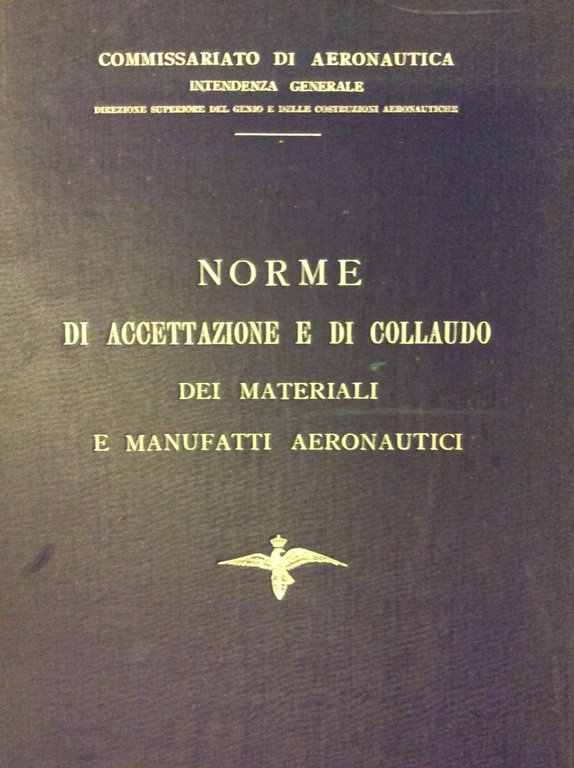 COMMISSARIATO DI AERONAUTICA
INTENDENZA GENERALE
DIREZIONE SUPERIORE DEL GENIO E DELLE COSTRUZIONI AERONAUTICHE
NORME
DI ACCETTAZIONE E DI COLLAUDO
DEI MATERIALI
E MANUFATTI AERONAUTICI